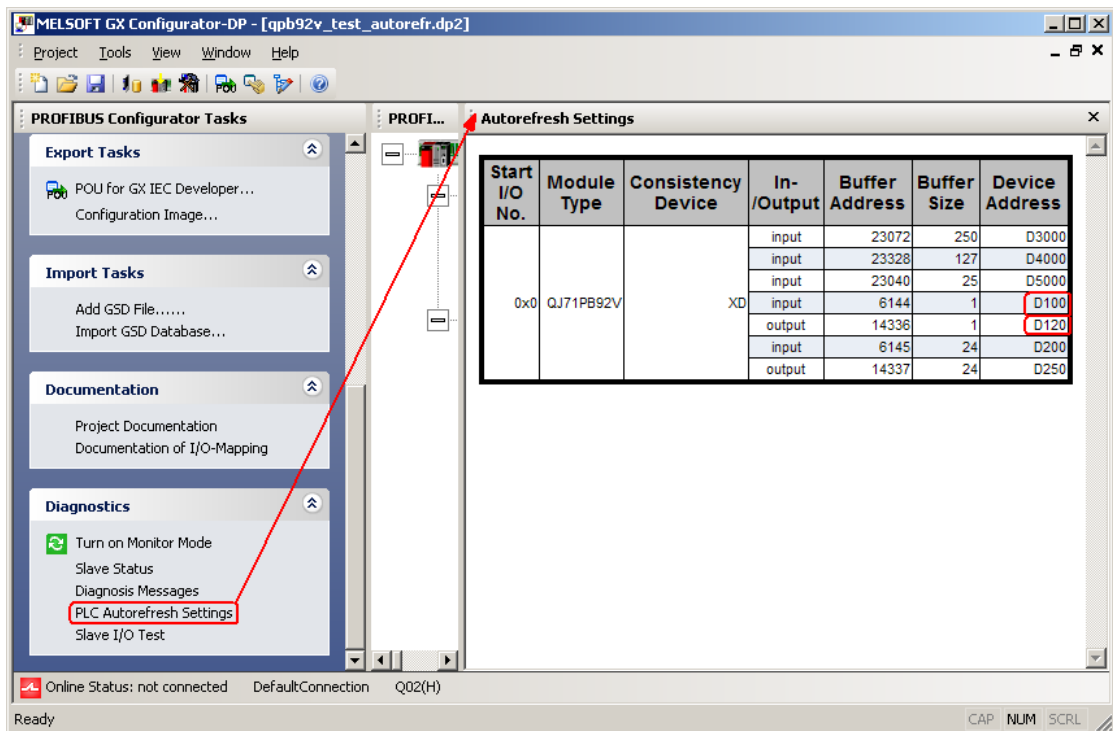 MELSOFT GX Configurator-DP - [qpb92v_test_autorefr.dp2]
Project Tools View Window Help
POU
PROFIBUS Configurator Tasks
Export Tasks
POU POU for GX IEC Developer...
Configuration Image...
Import Tasks
Add GSD File......
Import GSD Database...
Documentation
Project Documentation
Documentation of I/O-Mapping
Diagnostics
Turn on Monitor Mode
Slave Status
Diagnosis Messages
PLC Autorefresh Settings
Slave I/O Test
PROFI...
Autorefresh Settings
Start I/O No. Module Type Consistency Device In-/Output Buffer Address Buffer Size Device Address
0x0 QJ71PB92V XD
input 23072 250 D3000
input 23328 127 D4000
input 23040 25 D5000
input 6144 1 D100
output 14336 1 D120
input 6145 24 D200
output 14337 24 D250
Online Status: not connected DefaultConnection Q02(H)
Ready CAP NUM SCRL